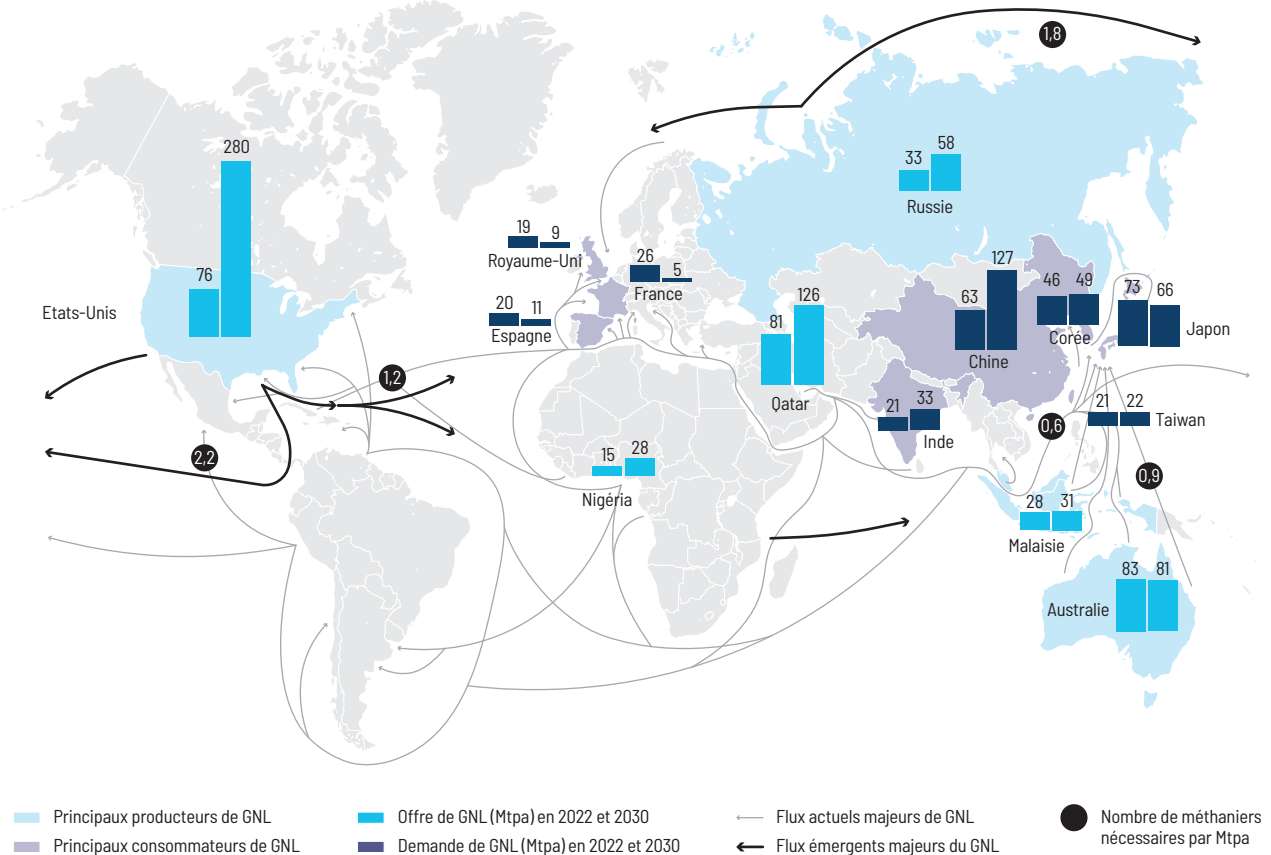 1,8
280
76
Etats-Unis
33 58
Russie
19 9
Royaume-Uni
26 5
France
20 11
Espagne
81 126
Qatar
63 127
Chine
46 49
Corée
73 66
Japon
1,2
21 33
Inde
0,6
21 22
Taiwan
2,2
15 28
Nigéria
0,9
28 31
Malaisie
83 81
Australie
Principaux producteurs de GNL
Principaux consommateurs de GNL
Offre de GNL (Mtpa) en 2022 et 2030
Demande de GNL (Mtpa) en 2022 et 2030
Flux actuels majeurs de GNL
Flux émergents majeurs du GNL
Nombre de méthaniers
nécessaires par Mtpa